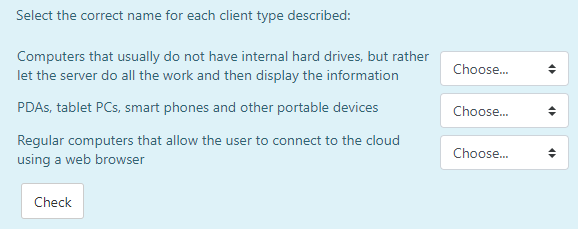 Select the correct name for each client type described:
Computers that usually do not have internal hard drives, but rather
let the server do all the work and then display the information
Choose...
PDAs, tablet PCs, smart phones and other portable devices
Choose...
Regular computers that allow the user to connect to the cloud
using a web browser
Choose...
Check